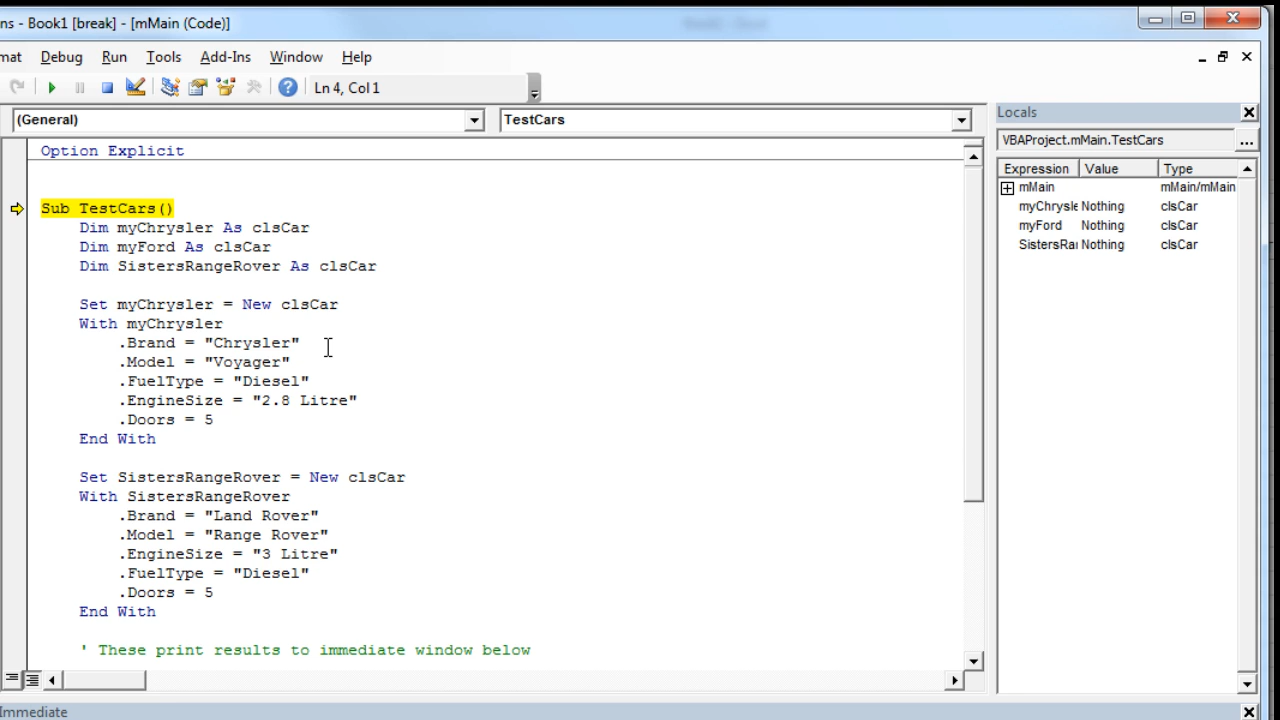 ns - Book1 [break] - [mMain (Code)]
mat Debug Run Tools Add-Ins Window Help
Ln 4, Col 1
(General) TestCars
Option Explicit
Sub TestCars()
Dim myChrysler As clsCar
Dim myFord As clsCar
Dim SistersRangeRover As clsCar
Set myChrysler = New clsCar
With myChrysler
.Brand = "Chrysler"
.Model = "Voyager"
.FuelType = "Diesel"
.EngineSize = "2.8 Litre"
.Doors = 5
End With
Set SistersRangeRover = New clsCar
With SistersRangeRover
.Brand = "Land Rover"
.Model = "Range Rover"
.EngineSize = "3 Litre"
.FuelType = "Diesel"
.Doors = 5
End With
' These print results to immediate window below
Locals
VBAProject.mMain.TestCars ...
Expression Value Type
mMain mMain/mMain
myChrysle Nothing clsCar
myFord Nothing clsCar
SistersRa Nothing clsCar
Immediate